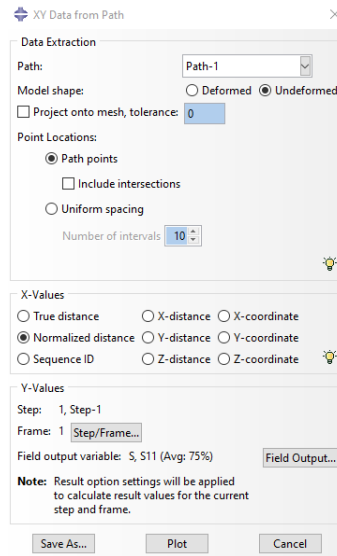 XY Data from Path
Data Extraction
Path: Path-1
Model shape: Deformed Undeformed
Project onto mesh, tolerance: 0
Point Locations:
Path points
Include intersections
Uniform spacing
Number of intervals 10
X-Values
True distance X-distance X-coordinate
Normalized distance Y-distance Y-coordinate
Sequence ID Z-distance Z-coordinate
Y-Values
Step: 1, Step-1
Frame: 1 Step/Frame...
Field output variable: S, S11 (Avg: 75%) Field Output...
Note: Result option settings will be applied
to calculate result values for the current
step and frame.
Save As... Plot Cancel